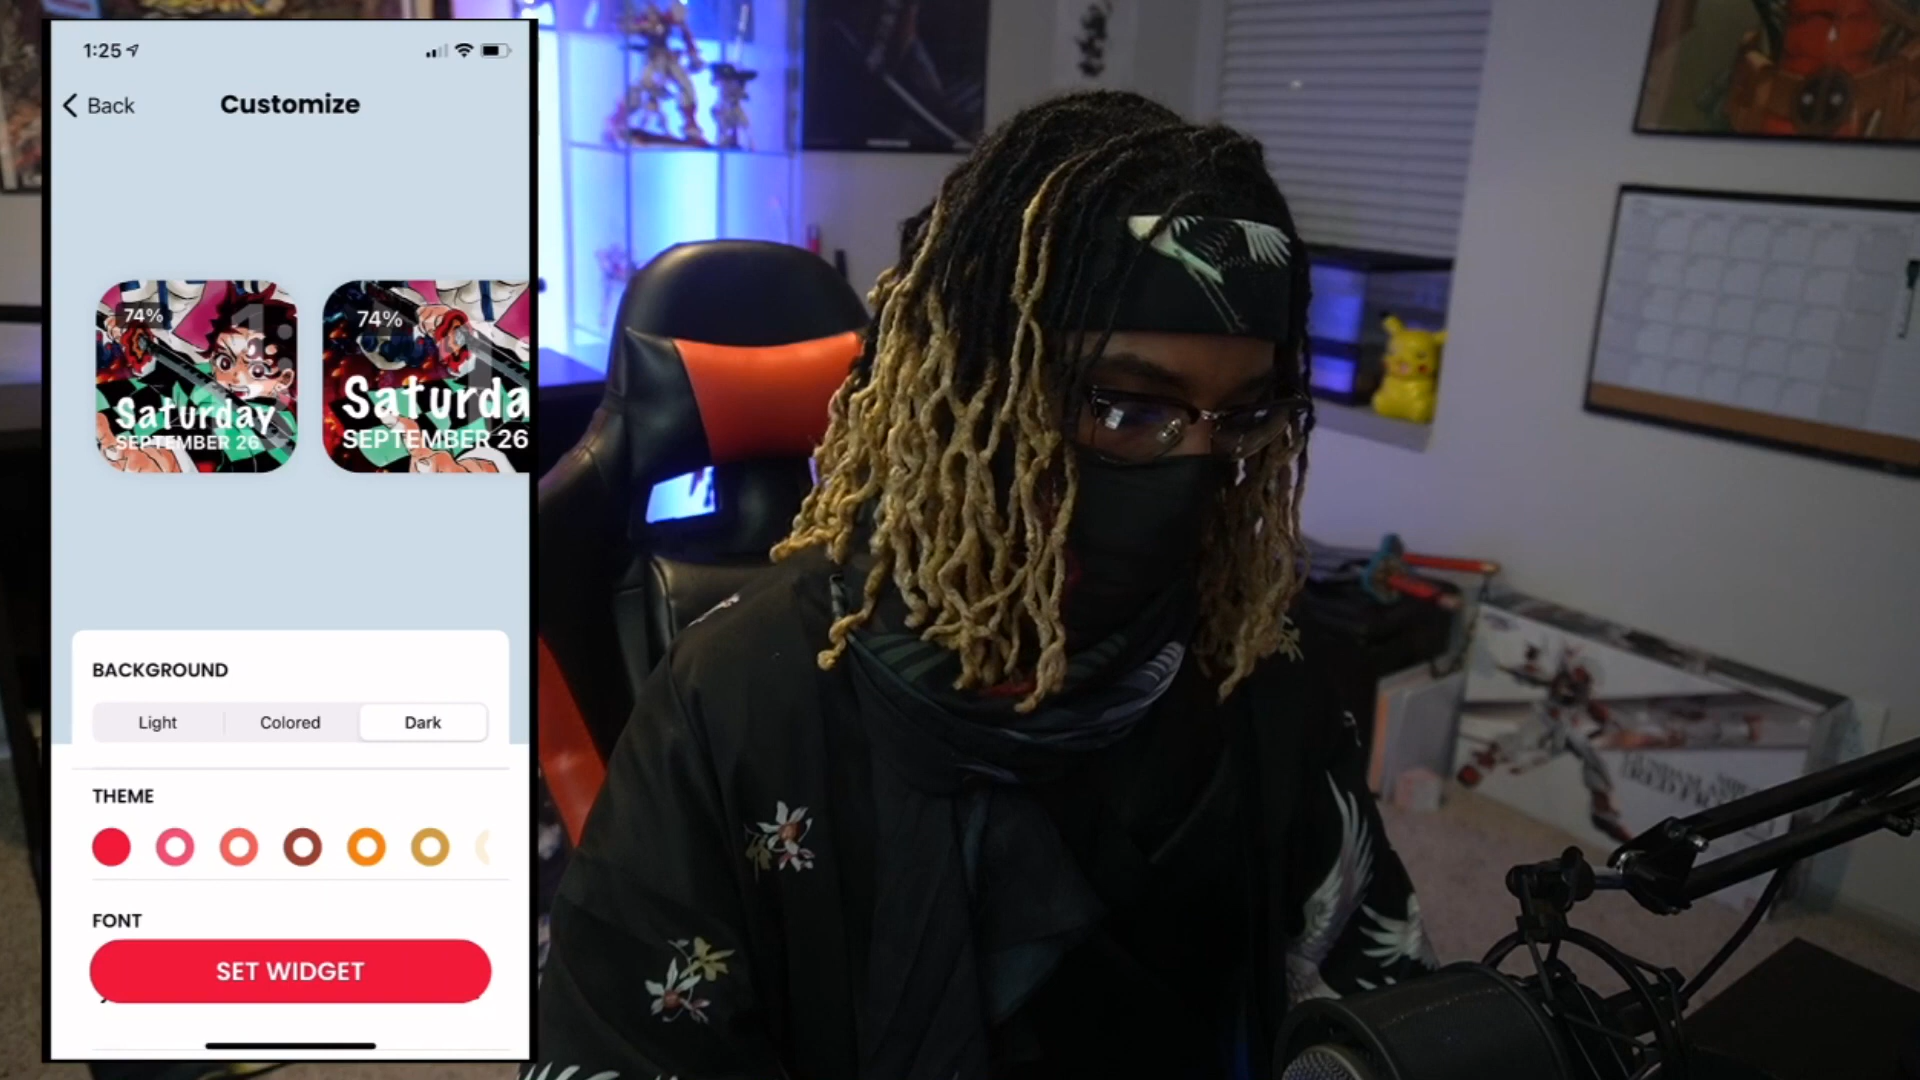 1:25
Back
Customize
74%
Saturday
SEPTEMBER 26
74%
Saturda
SEPTEMBER 26
BACKGROUND
Light
Colored
Dark
THEME
FONT
SET WIDGET